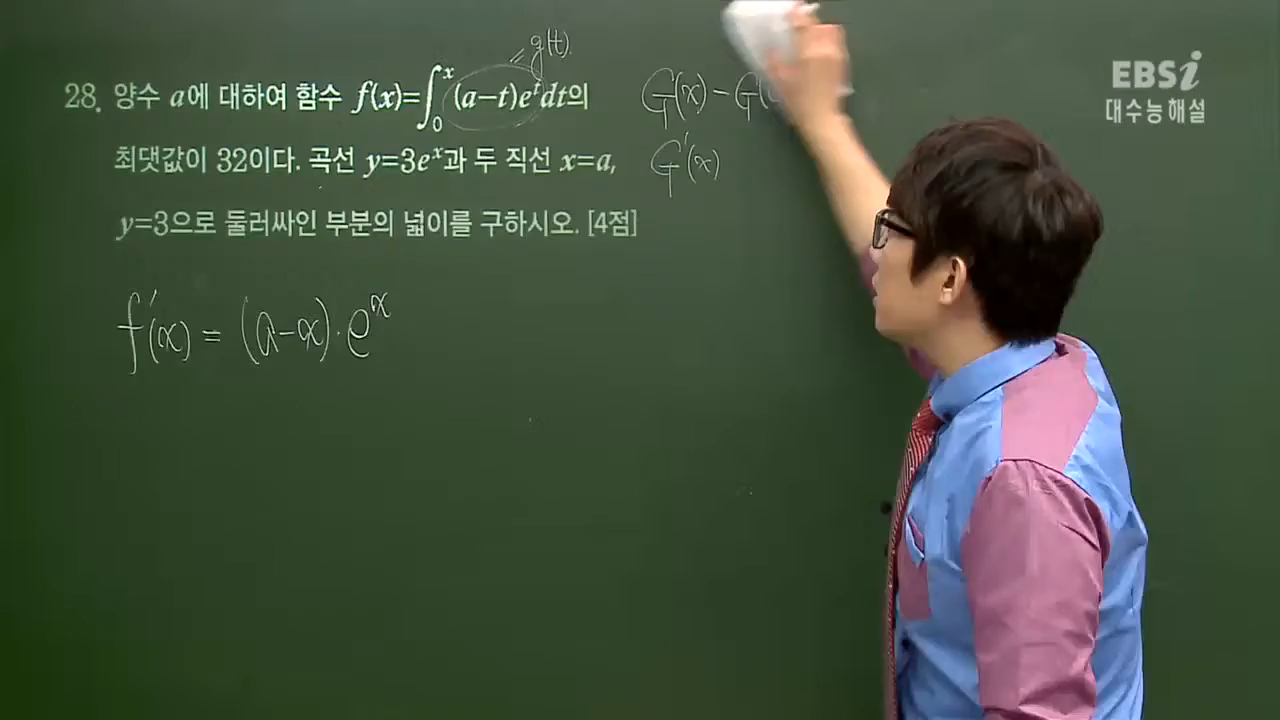 = g(t).
28. 양수 a에 대하여 함수 f(x)=∫₀ˣ(a−t)eᵗdt의
최댓값이 32이다. 곡선 y=3eˣ과 두 직선 x=a,
y=3으로 둘러싸인 부분의 넓이를 구하시오. [4점]
f′(x) = (a−x)·eˣ
G(x) − G(
G′(x)
EBSi
대수능해설